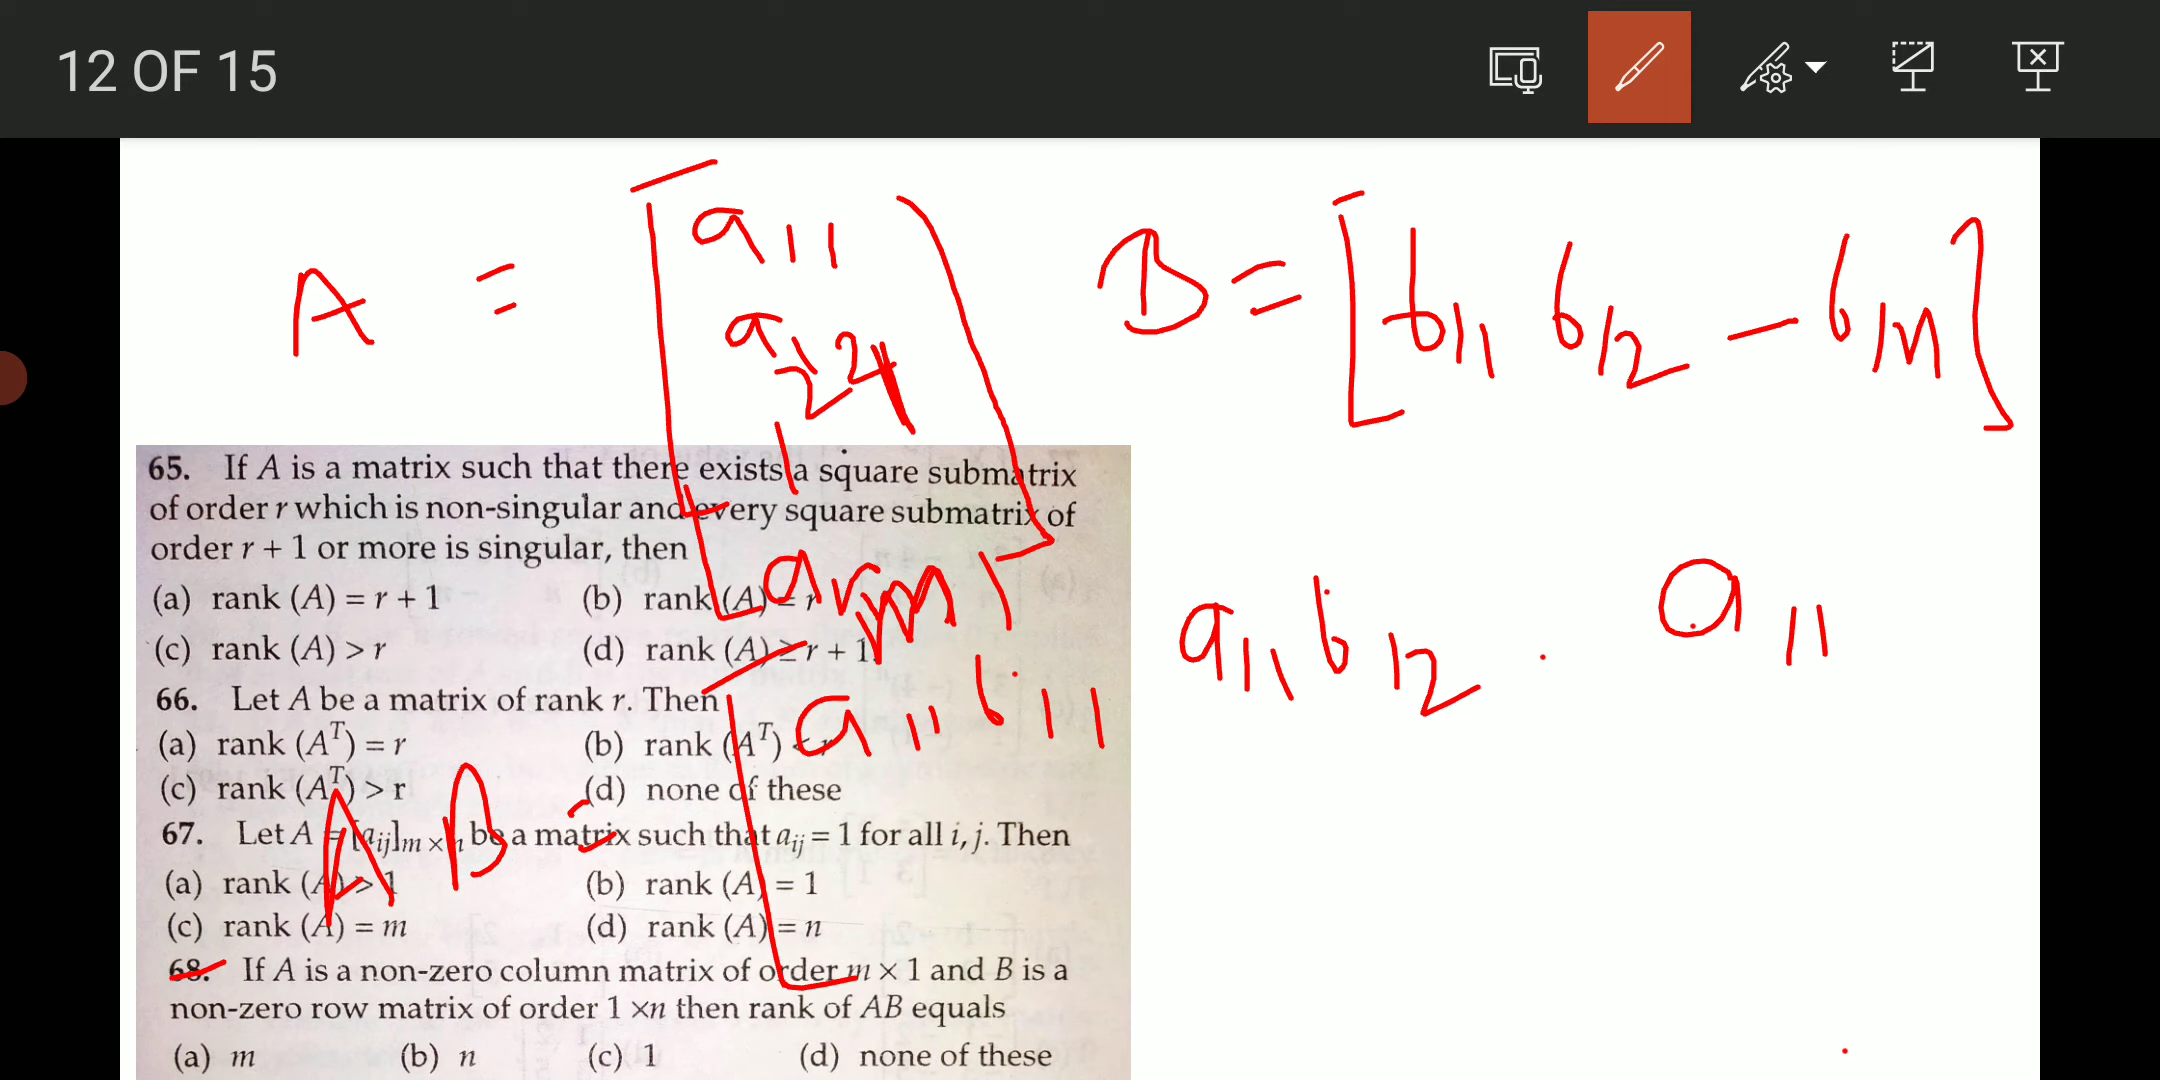 12 OF 15
A = [ a11
a21
am1 ]
B = [ b11 b12 - b1n ]
65. If A is a matrix such that there exists a square submatrix
of order r which is non-singular and every square submatrix of
order r + 1 or more is singular, then
(a) rank (A) = r + 1 (b) rank (A) = r
(c) rank (A) > r (d) rank (A) ≥ r + 1
a11 b11 a11 b12 . a11
66. Let A be a matrix of rank r. Then
(a) rank (A^T) = r (b) rank (A^T) < r
(c) rank (A^T) > r (d) none of these
AB =
67. Let A = [aij]m × n be a matrix such that aij = 1 for all i, j. Then
(a) rank (A) > 1 (b) rank (A) = 1
(c) rank (A) = m (d) rank (A) = n
68. If A is a non-zero column matrix of order m × 1 and B is a
non-zero row matrix of order 1 ×n then rank of AB equals
(a) m (b) n (c) 1 (d) none of these